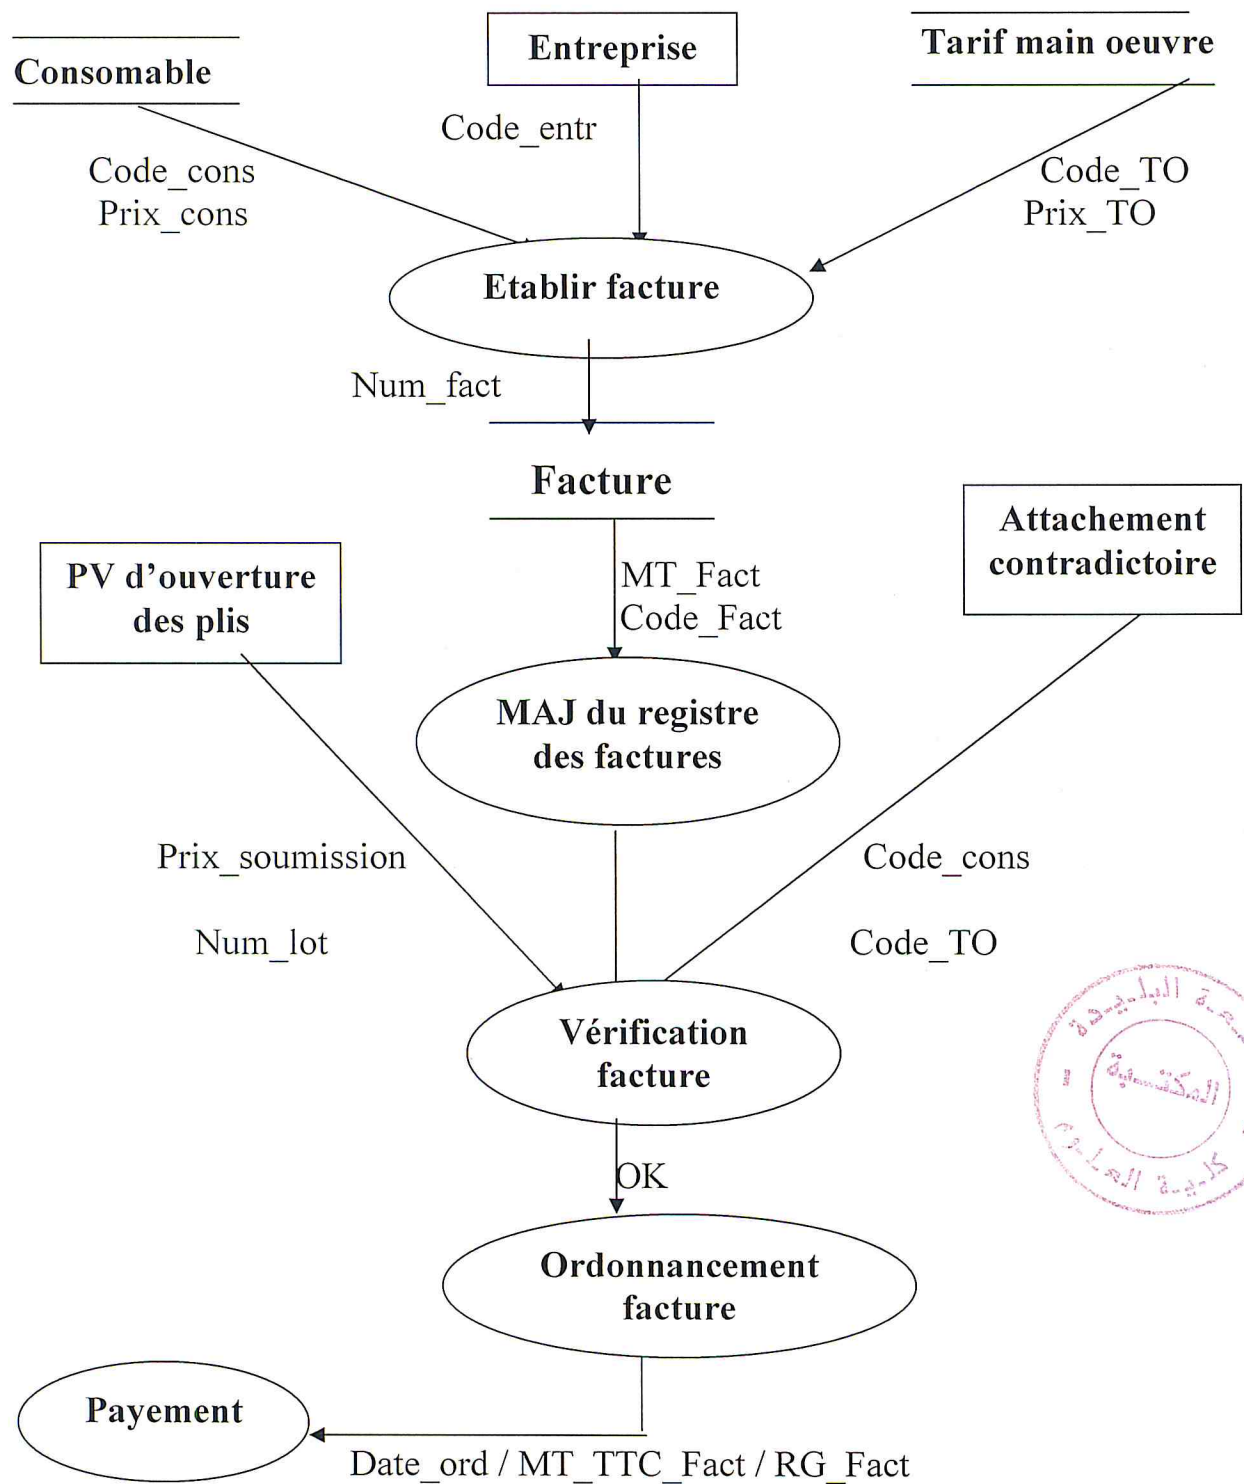 Consomable
Entreprise
Tarif main oeuvre
Code_entr
Code_cons
Prix_cons
Code_TO
Prix_TO
Etablir facture
Num_fact
Facture
Attachement
contradictoire
PV d’ouverture
des plis
MT_Fact
Code_Fact
MAJ du registre
des factures
Prix_soumission
Num_lot
Code_cons
Code_TO
Vérification
facture
المكتـــبة
OK
Ordonnancement
facture
Payement
Date_ord / MT_TTC_Fact / RG_Fact